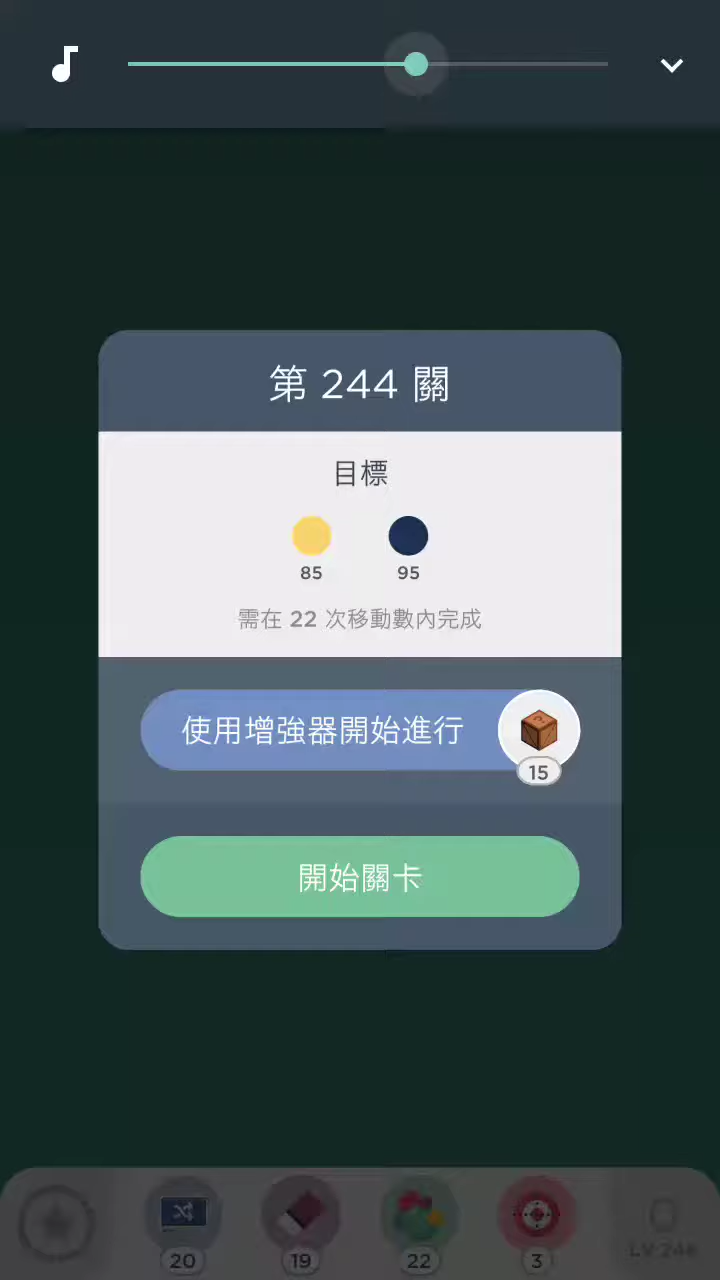 第 244 關
目標
85 95
需在 22 次移動數內完成
使用增強器開始進行
15
開始關卡
20 19 22 3